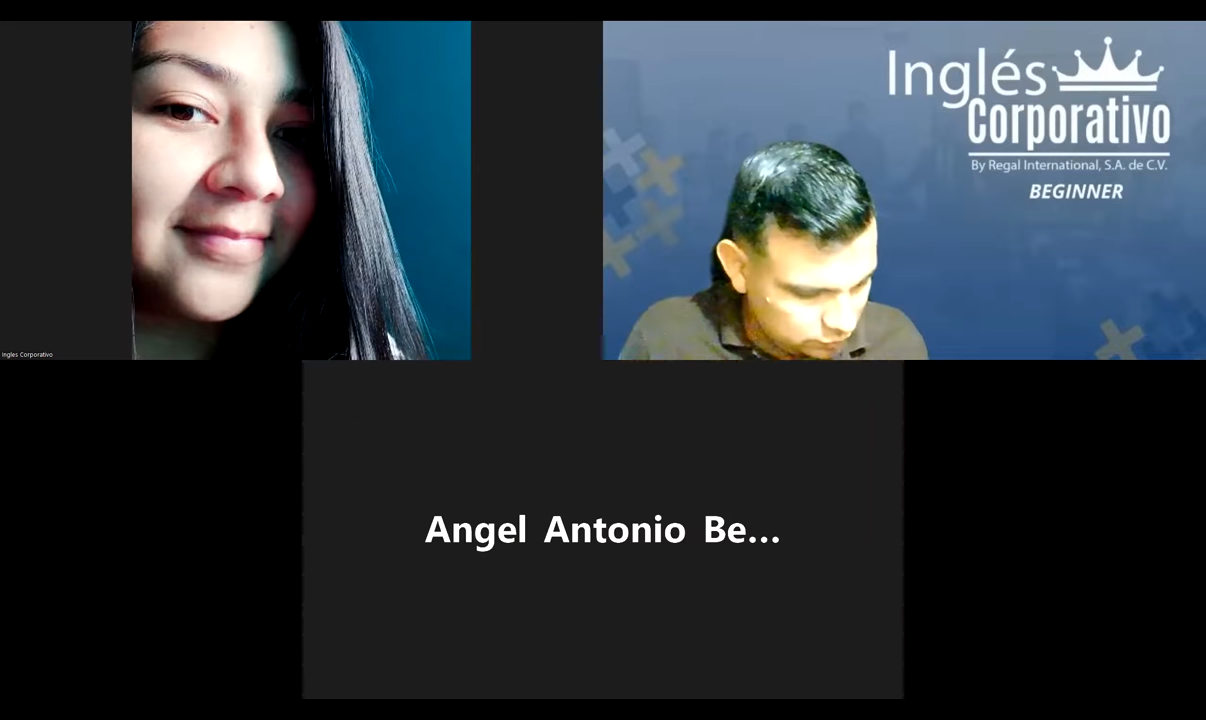 Inglés
Corporativo
By Regal International, S.A. de C.V.
BEGINNER
Ingles Corporativo
Angel Antonio Be...